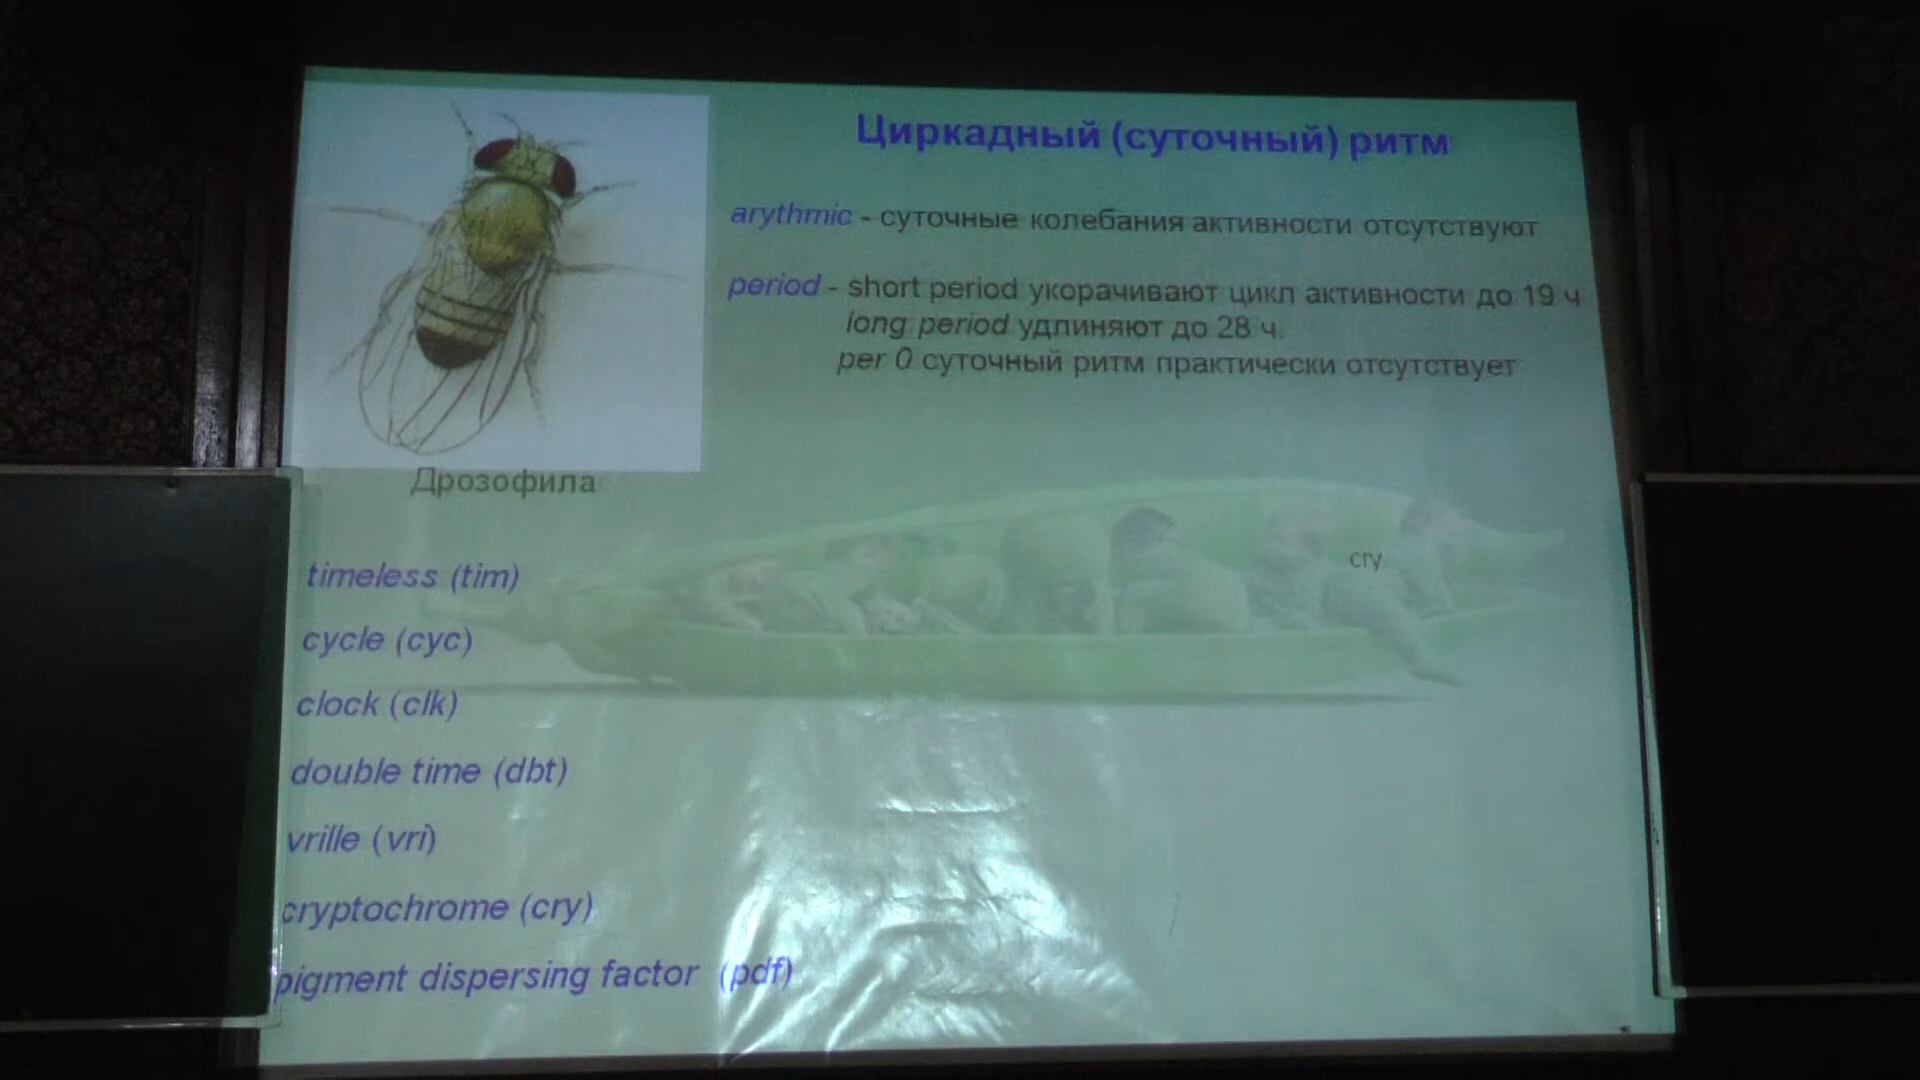 Циркадный (суточный) ритм
arythmic - суточные колебания активности отсутствуют
period - short period укорачивают цикл активности до 19 ч
long period удлиняют до 28 ч.
per 0 суточный ритм практически отсутствует
Дрозофила
cry
timeless (tim)
cycle (cyc)
clock (clk)
double time (dbt)
vrille (vri)
cryptochrome (cry)
pigment dispersing factor (pdf)